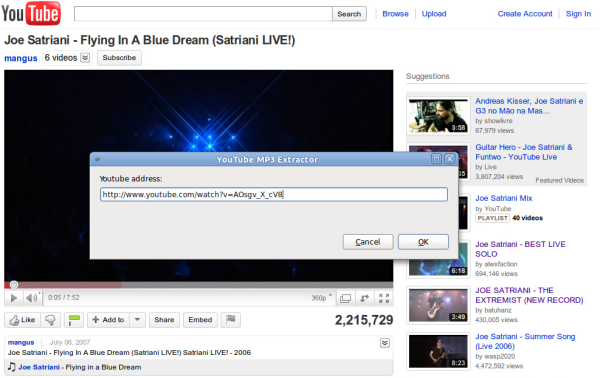 You Tube Search Browse Upload Create Account Sign In
Joe Satriani - Flying In A Blue Dream (Satriani LIVE!)
mangus 6 videos Subscribe
Suggestions
Andreas Kisser, Joe Satriani e
G3 no Mão na Mas...
by showlivre
67,979 views
3:58
Guitar Hero - Joe Satriani &
Funtwo - YouTube Live
by Live
3,807,204 views
Featured Videos
YouTube MP3 Extractor
Youtube address:
http://www.youtube.com/watch?v=AOsgv_X_cV8
Cancel OK
Joe Satriani Mix
by YouTube
PLAYLIST 40 videos
Joe Satriani - BEST LIVE
SOLO
by alwsfaction
694,146 views
6:18
JOE SATRIANI - THE
EXTREMIST (NEW RECORD)
by batuhanz
430,005 views
3:49
Joe Satriani - Summer Song
(Live 2006)
by wasp2020
4,472,592 views
8:23
0:05 / 7:52 360p
Like Add to Share Embed 2,215,729
mangus | July 06, 2007
Joe Satriani - Flying In A Blue Dream (Satriani LIVE!) Satriani LIVE! - 2006
Joe Satriani - Flying in a Blue Dream